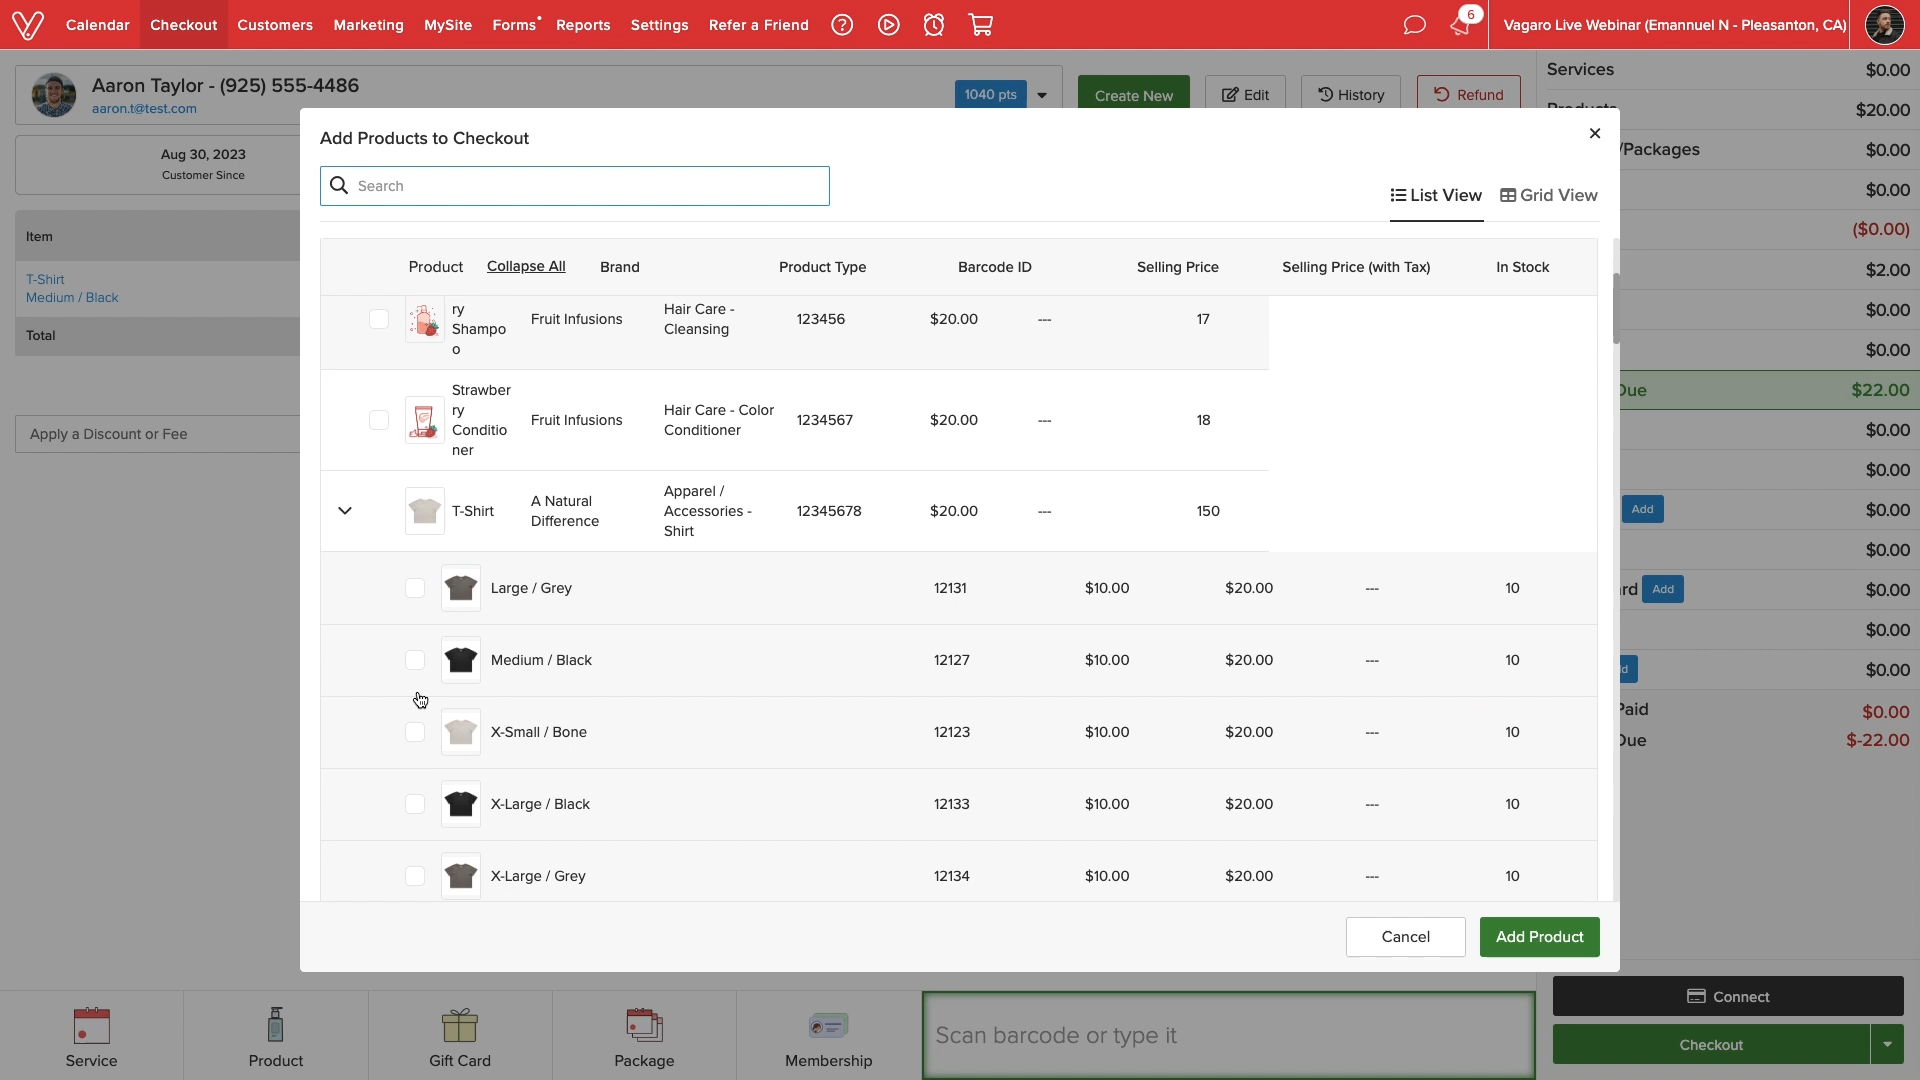 Calendar Checkout Customers Marketing MySite Forms Reports Settings Refer a Friend 6 Vagaro Live Webinar (Emannuel N - Pleasanton, CA)
Aaron Taylor - (925) 555-4486
aaron.t@test.com
1040 pts Create New Edit History Refund
Aug 30, 2023
Customer Since
Item
T-Shirt
Medium / Black
Total
Apply a Discount or Fee
Add Products to Checkout
Search
List View Grid View
Product Collapse All Brand Product Type Barcode ID Selling Price Selling Price (with Tax) In Stock
ry
Shampo
o
Fruit Infusions
Hair Care -
Cleansing
123456 $20.00 --- 17
Strawber
ry
Conditio
ner
Fruit Infusions
Hair Care - Color
Conditioner
1234567 $20.00 --- 18
T-Shirt
A Natural
Difference
Apparel /
Accessories -
Shirt
12345678 $20.00 --- 150
Large / Grey 12131 $10.00 $20.00 --- 10
Medium / Black 12127 $10.00 $20.00 --- 10
X-Small / Bone 12123 $10.00 $20.00 --- 10
X-Large / Black 12133 $10.00 $20.00 --- 10
X-Large / Grey 12134 $10.00 $20.00 --- 10
Cancel Add Product
Services $0.00
Products $20.00
/Packages $0.00
$0.00
($0.00)
$2.00
$0.00
$0.00
Due $22.00
$0.00
$0.00
Add $0.00
$0.00
rd Add $0.00
$0.00
$0.00
Paid $0.00
Due $-22.00
Connect
Checkout
Service Product Gift Card Package Membership
Scan barcode or type it